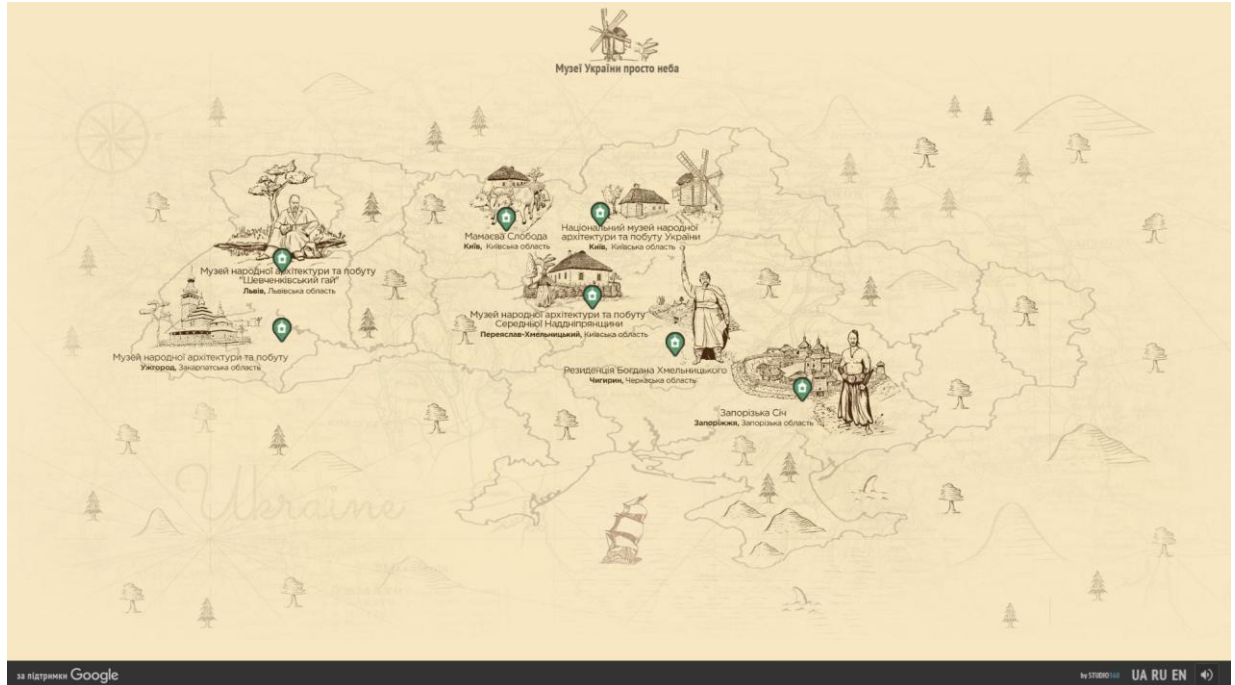 Музеї України просто неба
Мамаєва Слобода
Київ, Київська область
Національний музей народної
архітектури та побуту України
Київ, Київська область
Музей народної архітектури та побуту
"Шевченківський гай"
Львів, Львівська область
Музей народної архітектури та побуту
Середньої Наддніпрянщини
Переяслав-Хмельницький, Київська область
Музей народної архітектури та побуту
Ужгород, Закарпатська область
Резиденція Богдана Хмельницького
Чигирин, Черкаська область
Запорізька Січ
Запоріжжя, Запорізька область
Ukraine
за підтримки Google
by STUDIO360
UA RU EN